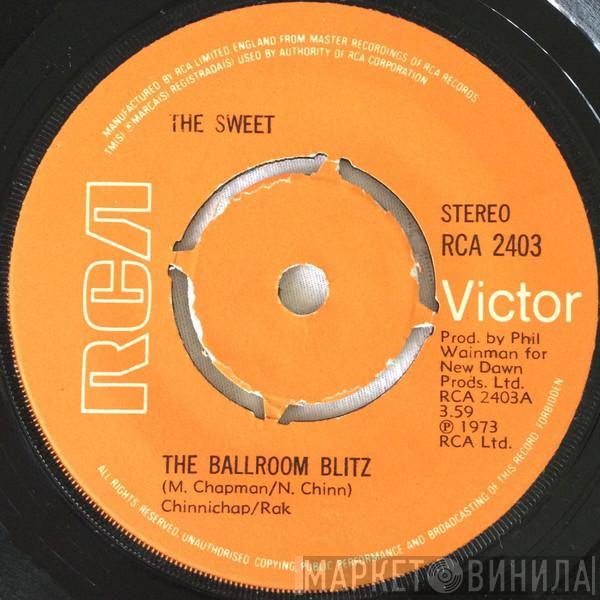 MANUFACTURED BY RCA LIMITED, ENGLAND FROM MASTER RECORDINGS OF RCA RECORDS
TM(S) ® MARCA(S) REGISTRADA(S) USED BY AUTHORITY OF RCA CORPORATION
THE SWEET
RCA
STEREO
RCA 2403
Victor
Prod. by Phil
Wainman for
New Dawn
Prods. Ltd.
RCA 2403A
3.59
℗ 1973
RCA Ltd.
THE BALLROOM BLITZ
(M. Chapman/N. Chinn)
Chinnichap/Rak
ALL RIGHTS RESERVED, UNAUTHORISED COPYING, PUBLIC PERFORMANCE AND BROADCASTING OF THIS RECORD FORBIDDEN
МАРКЕТ ВИНИЛА